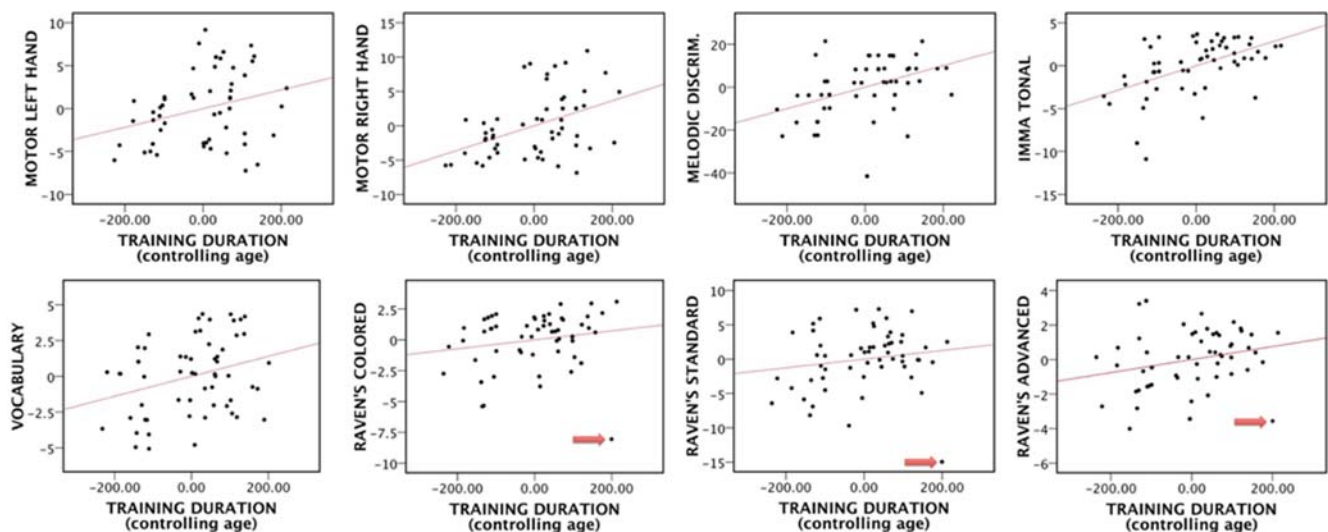 MOTOR LEFT HAND
10
5
0
-5
-10
-200.00 0.00 200.00
TRAINING DURATION
(controlling age)
MOTOR RIGHT HAND
15
10
5
0
-5
-10
-200.00 0.00 200.00
TRAINING DURATION
(controlling age)
MELODIC DISCRIM.
20
0
-20
-40
-200.00 0.00 200.00
TRAINING DURATION
(controlling age)
IMMA TONAL
5
0
-5
-10
-15
-200.00 0.00 200.00
TRAINING DURATION
(controlling age)
VOCABULARY
5
2.5
0
-2.5
-5
-200.00 0.00 200.00
TRAINING DURATION
(controlling age)
RAVEN'S COLORED
2.5
0
-2.5
-5
-7.5
-10
-200.00 0.00 200.00
TRAINING DURATION
(controlling age)
RAVEN'S STANDARD
10
5
0
-5
-10
-15
-200.00 0.00 200.00
TRAINING DURATION
(controlling age)
RAVEN'S ADVANCED
4
2
0
-2
-4
-6
-200.00 0.00 200.00
TRAINING DURATION
(controlling age)